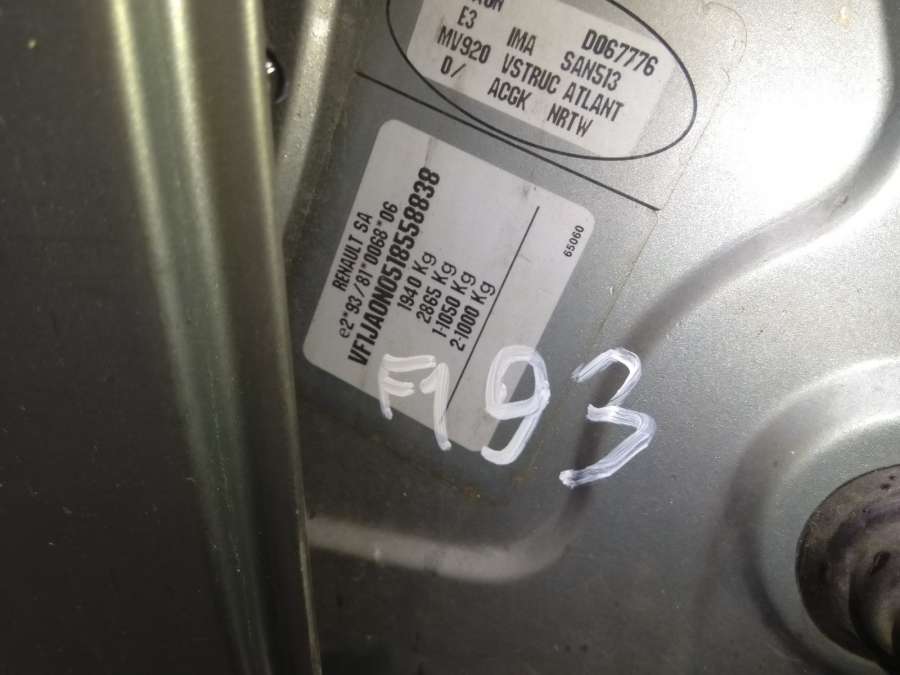 E3 IMA D067776
MV920 VSTRUC SAN513
0/ ACGK ATLANT
NRTW
RENAULT SA
e2*93/81*0068*06
VF1JA0N0518558838
1940 Kg
2865 Kg
1-1050 Kg
2-1000 Kg
65060
F193